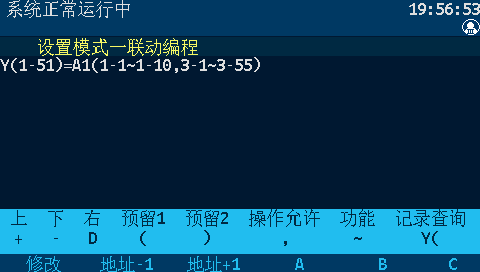 系统正常运行中 19:56:53
设置模式一联动编程
Y(1-51)=A1(1-1~1-10,3-1~3-55)
上 下 右 预留1 预留2 操作允许 功能 记录查询
+ - D ( ) , ~ Y(
修改 地址-1 地址+1 A B C